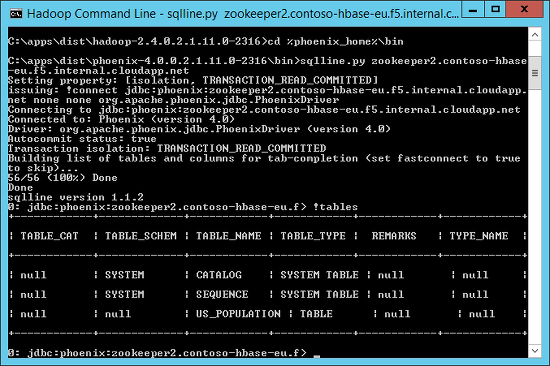 Hadoop Command Line - sqlline.py  zookeeper2.contoso-hbase-eu.f5.internal.c...
C:\apps\dist\hadoop-2.4.0.2.1.11.0-2316>cd %phoenix_home%\bin
C:\apps\dist\phoenix-4.0.0.2.1.11.0-2316\bin>sqlline.py zookeeper2.contoso-hbase
-eu.f5.internal.cloudapp.net
Setting property: [isolation, TRANSACTION_READ_COMMITTED]
issuing: !connect jdbc:phoenix:zookeeper2.contoso-hbase-eu.f5.internal.cloudapp.
net none none org.apache.phoenix.jdbc.PhoenixDriver
Connecting to jdbc:phoenix:zookeeper2.contoso-hbase-eu.f5.internal.cloudapp.net
Connected to: Phoenix (version 4.0)
Driver: org.apache.phoenix.jdbc.PhoenixDriver (version 4.0)
Autocommit status: true
Transaction isolation: TRANSACTION_READ_COMMITTED
Building list of tables and columns for tab-completion (set fastconnect to true
to skip)...
56/56 (100%) Done
Done
sqlline version 1.1.2
0: jdbc:phoenix:zookeeper2.contoso-hbase-eu.f> !tables
+------------+-------------+------------+------------+------------+------------+
| TABLE_CAT  | TABLE_SCHEM | TABLE_NAME | TABLE_TYPE |  REMARKS   | TYPE_NAME  |
+------------+-------------+------------+------------+------------+------------+
| null       | SYSTEM      | CATALOG    | SYSTEM TABLE | null       | null       |
| null       | SYSTEM      | SEQUENCE   | SYSTEM TABLE | null       | null       |
| null       | null        | US_POPULATION | TABLE      | null       | null       |
+------------+-------------+------------+------------+------------+------------+
0: jdbc:phoenix:zookeeper2.contoso-hbase-eu.f> _